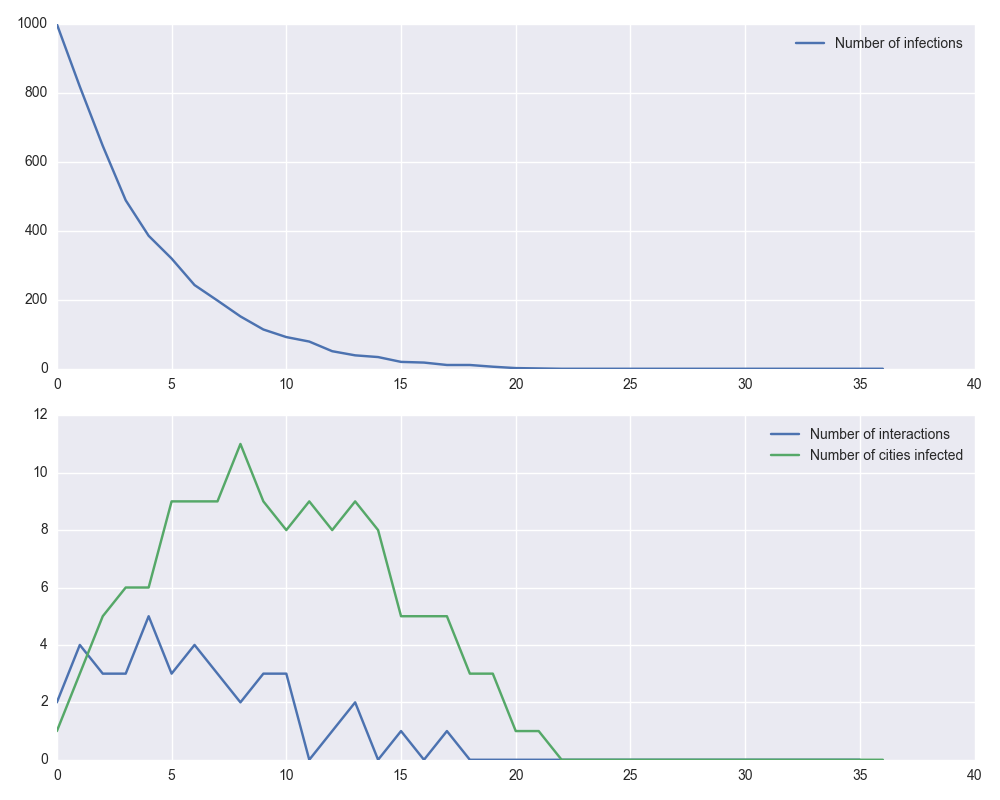 1000
Number of infections
800
600
400
200
0
0 5 10 15 20 25 30 35 40
12
Number of interactions
Number of cities infected
10
8
6
4
2
0
0 5 10 15 20 25 30 35 40